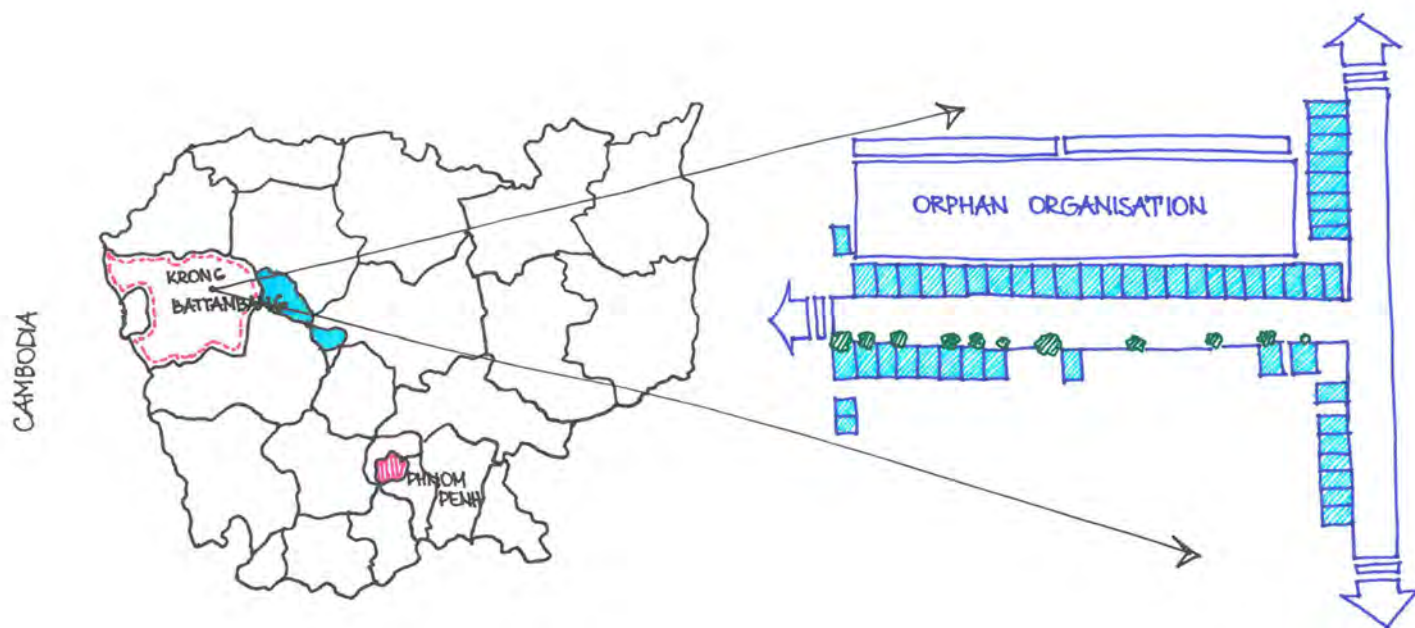 CAMBODIA
KRONG
BATTAMBANG
PHNOM
PENH
ORPHAN ORGANISATION